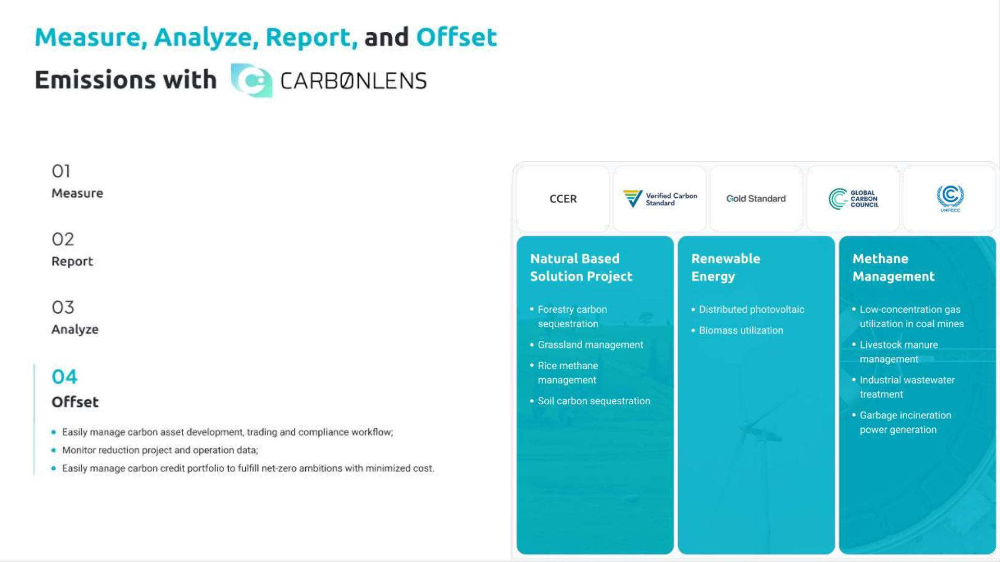 Measure, Analyze, Report, and Offset
Emissions with CARBØNLENS
01
Measure
02
Report
03
Analyze
04
Offset
• Easily manage carbon asset development, trading and compliance workflow;
• Monitor reduction project and operation data;
• Easily manage carbon credit portfolio to fulfill net-zero ambitions with minimized cost.
CCER
Verified Carbon
Standard
Gold Standard
GLOBAL
CARBON
COUNCIL
UNFCCC
Natural Based
Solution Project
• Forestry carbon
sequestration
• Grassland management
• Rice methane
management
• Soil carbon sequestration
Renewable
Energy
• Distributed photovoltaic
• Biomass utilization
Methane
Management
• Low-concentration gas
utilization in coal mines
• Livestock manure
management
• Industrial wastewater
treatment
• Garbage incineration
power generation